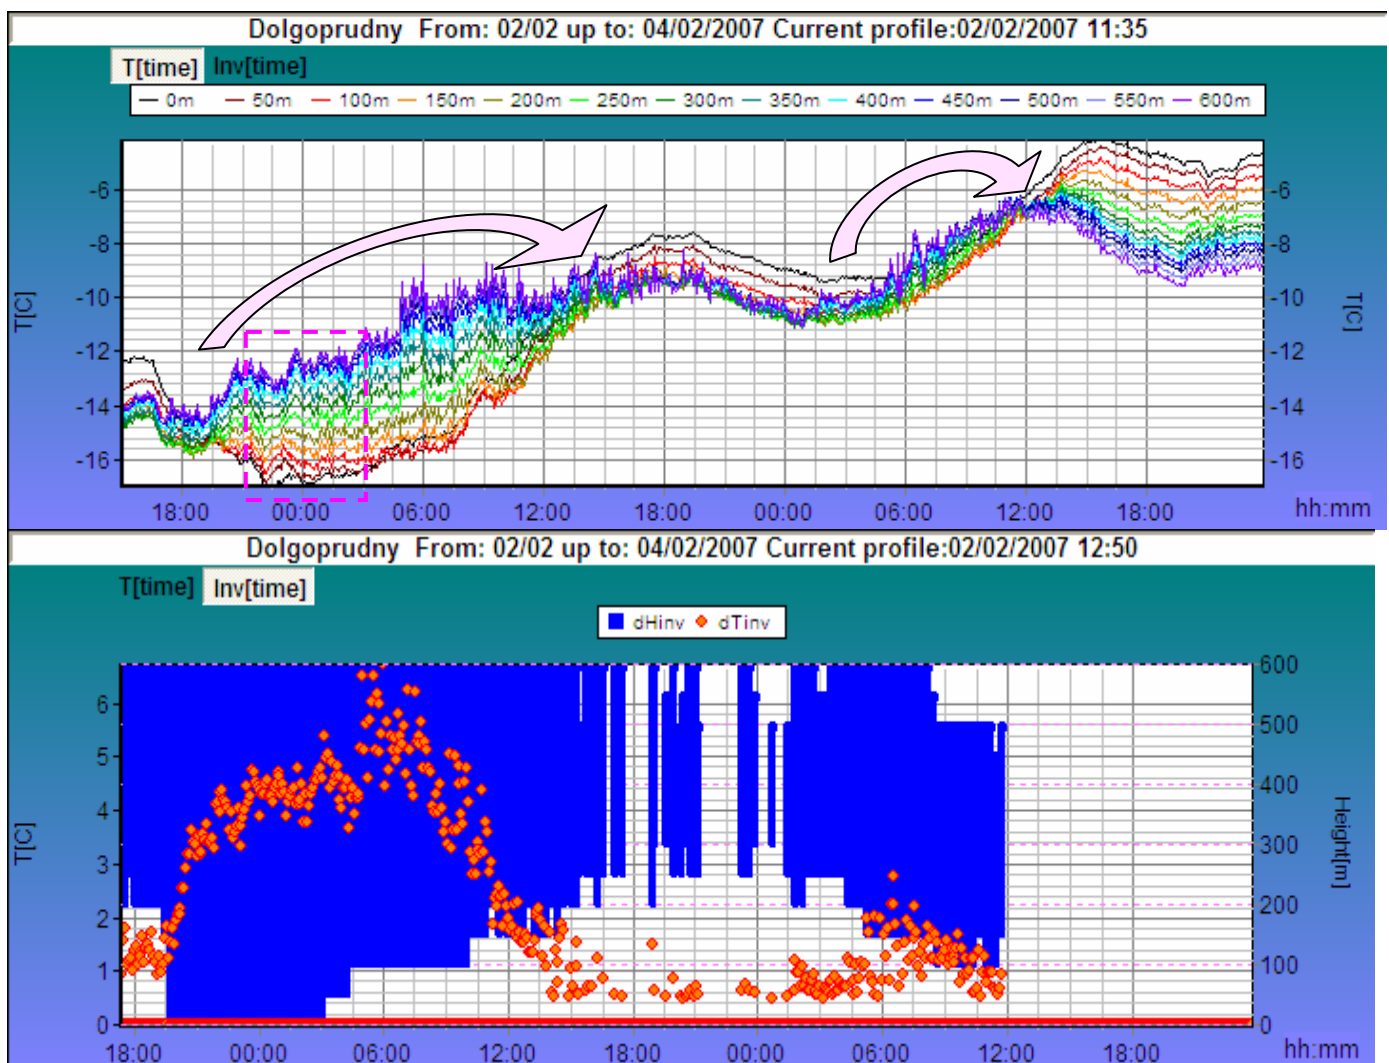 Dolgoprudny From: 02/02 up to: 04/02/2007 Current profile:02/02/2007 11:35
T[time] Inv[time]
0m 50m 100m 150m 200m 250m 300m 350m 400m 450m 500m 550m 600m
-6 -6
-8 -8
-10 -10
T[C] T[C]
-12 -12
-14 -14
-16 -16
18:00 00:00 06:00 12:00 18:00 00:00 06:00 12:00 18:00 hh:mm
Dolgoprudny From: 02/02 up to: 04/02/2007 Current profile:02/02/2007 12:50
T[time] Inv[time]
dHinv dTinv
600
6
500
5
400
4
T[C] Height[m]
300
3
200
2
1 100
0 0
18:00 00:00 06:00 12:00 18:00 00:00 06:00 12:00 18:00 hh:mm